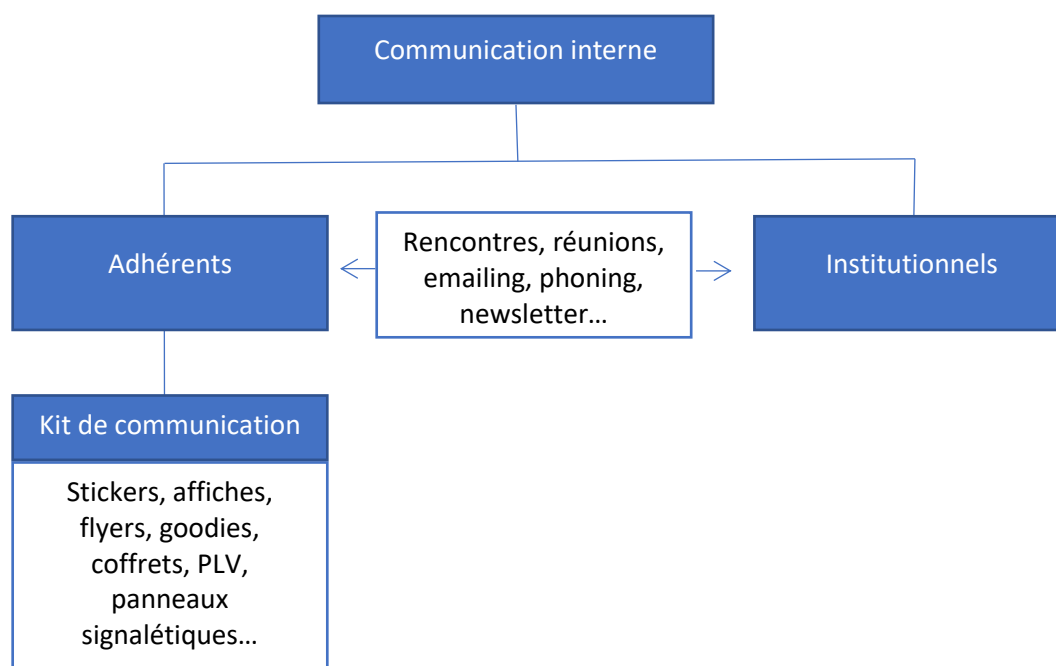 Communication interne
Adhérents
Rencontres, réunions,
emailing, phoning,
newsletter…
Institutionnels
Kit de communication
Stickers, affiches,
flyers, goodies,
coffrets, PLV,
panneaux
signalétiques…